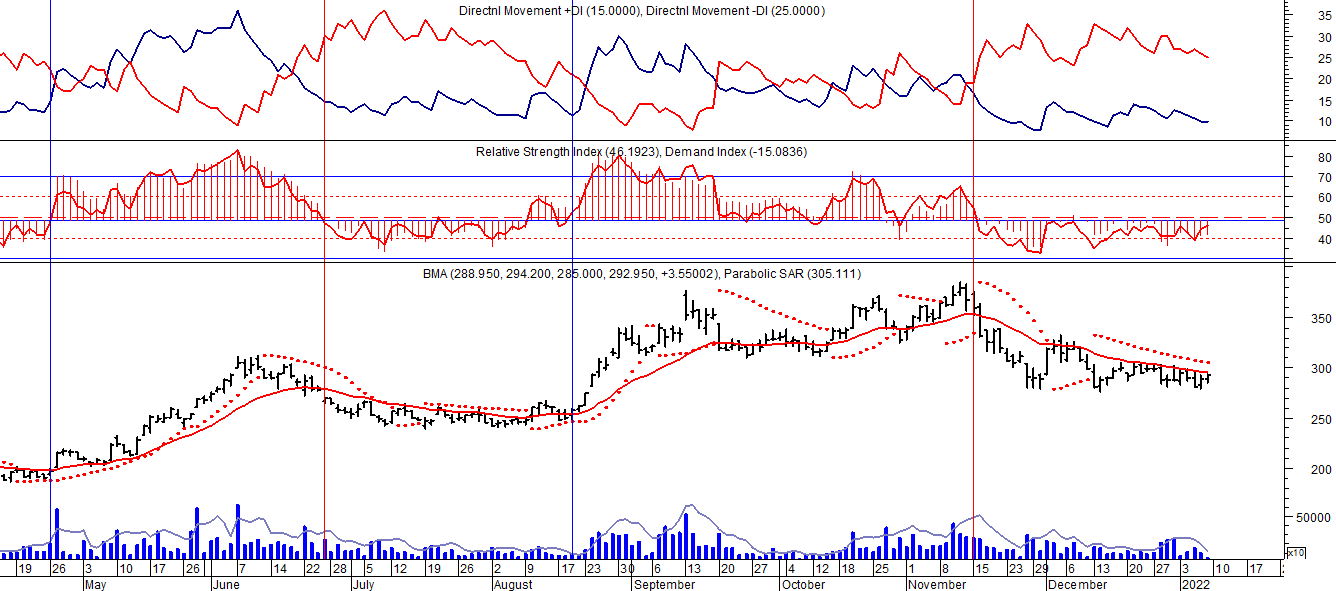 Directnl Movement +DI (15.0000), Directnl Movement -DI (25.0000)
35
30
25
20
15
10
Relative Strength Index (46.1923), Demand Index (-15.0836)
80
70
60
50
40
BMA (288.950, 294.200, 285.000, 292.950, +3.55002), Parabolic SAR (305.111)
350
300
250
200
50000
x10
19 26 3 10 17 26 7 14 22 28 5 12 19 26 2 9 17 23 30 6 13 20 27 4 12 18 25 1 8 15 23 29 6 13 20 27 3 10 17
May June July August September October November December 2022